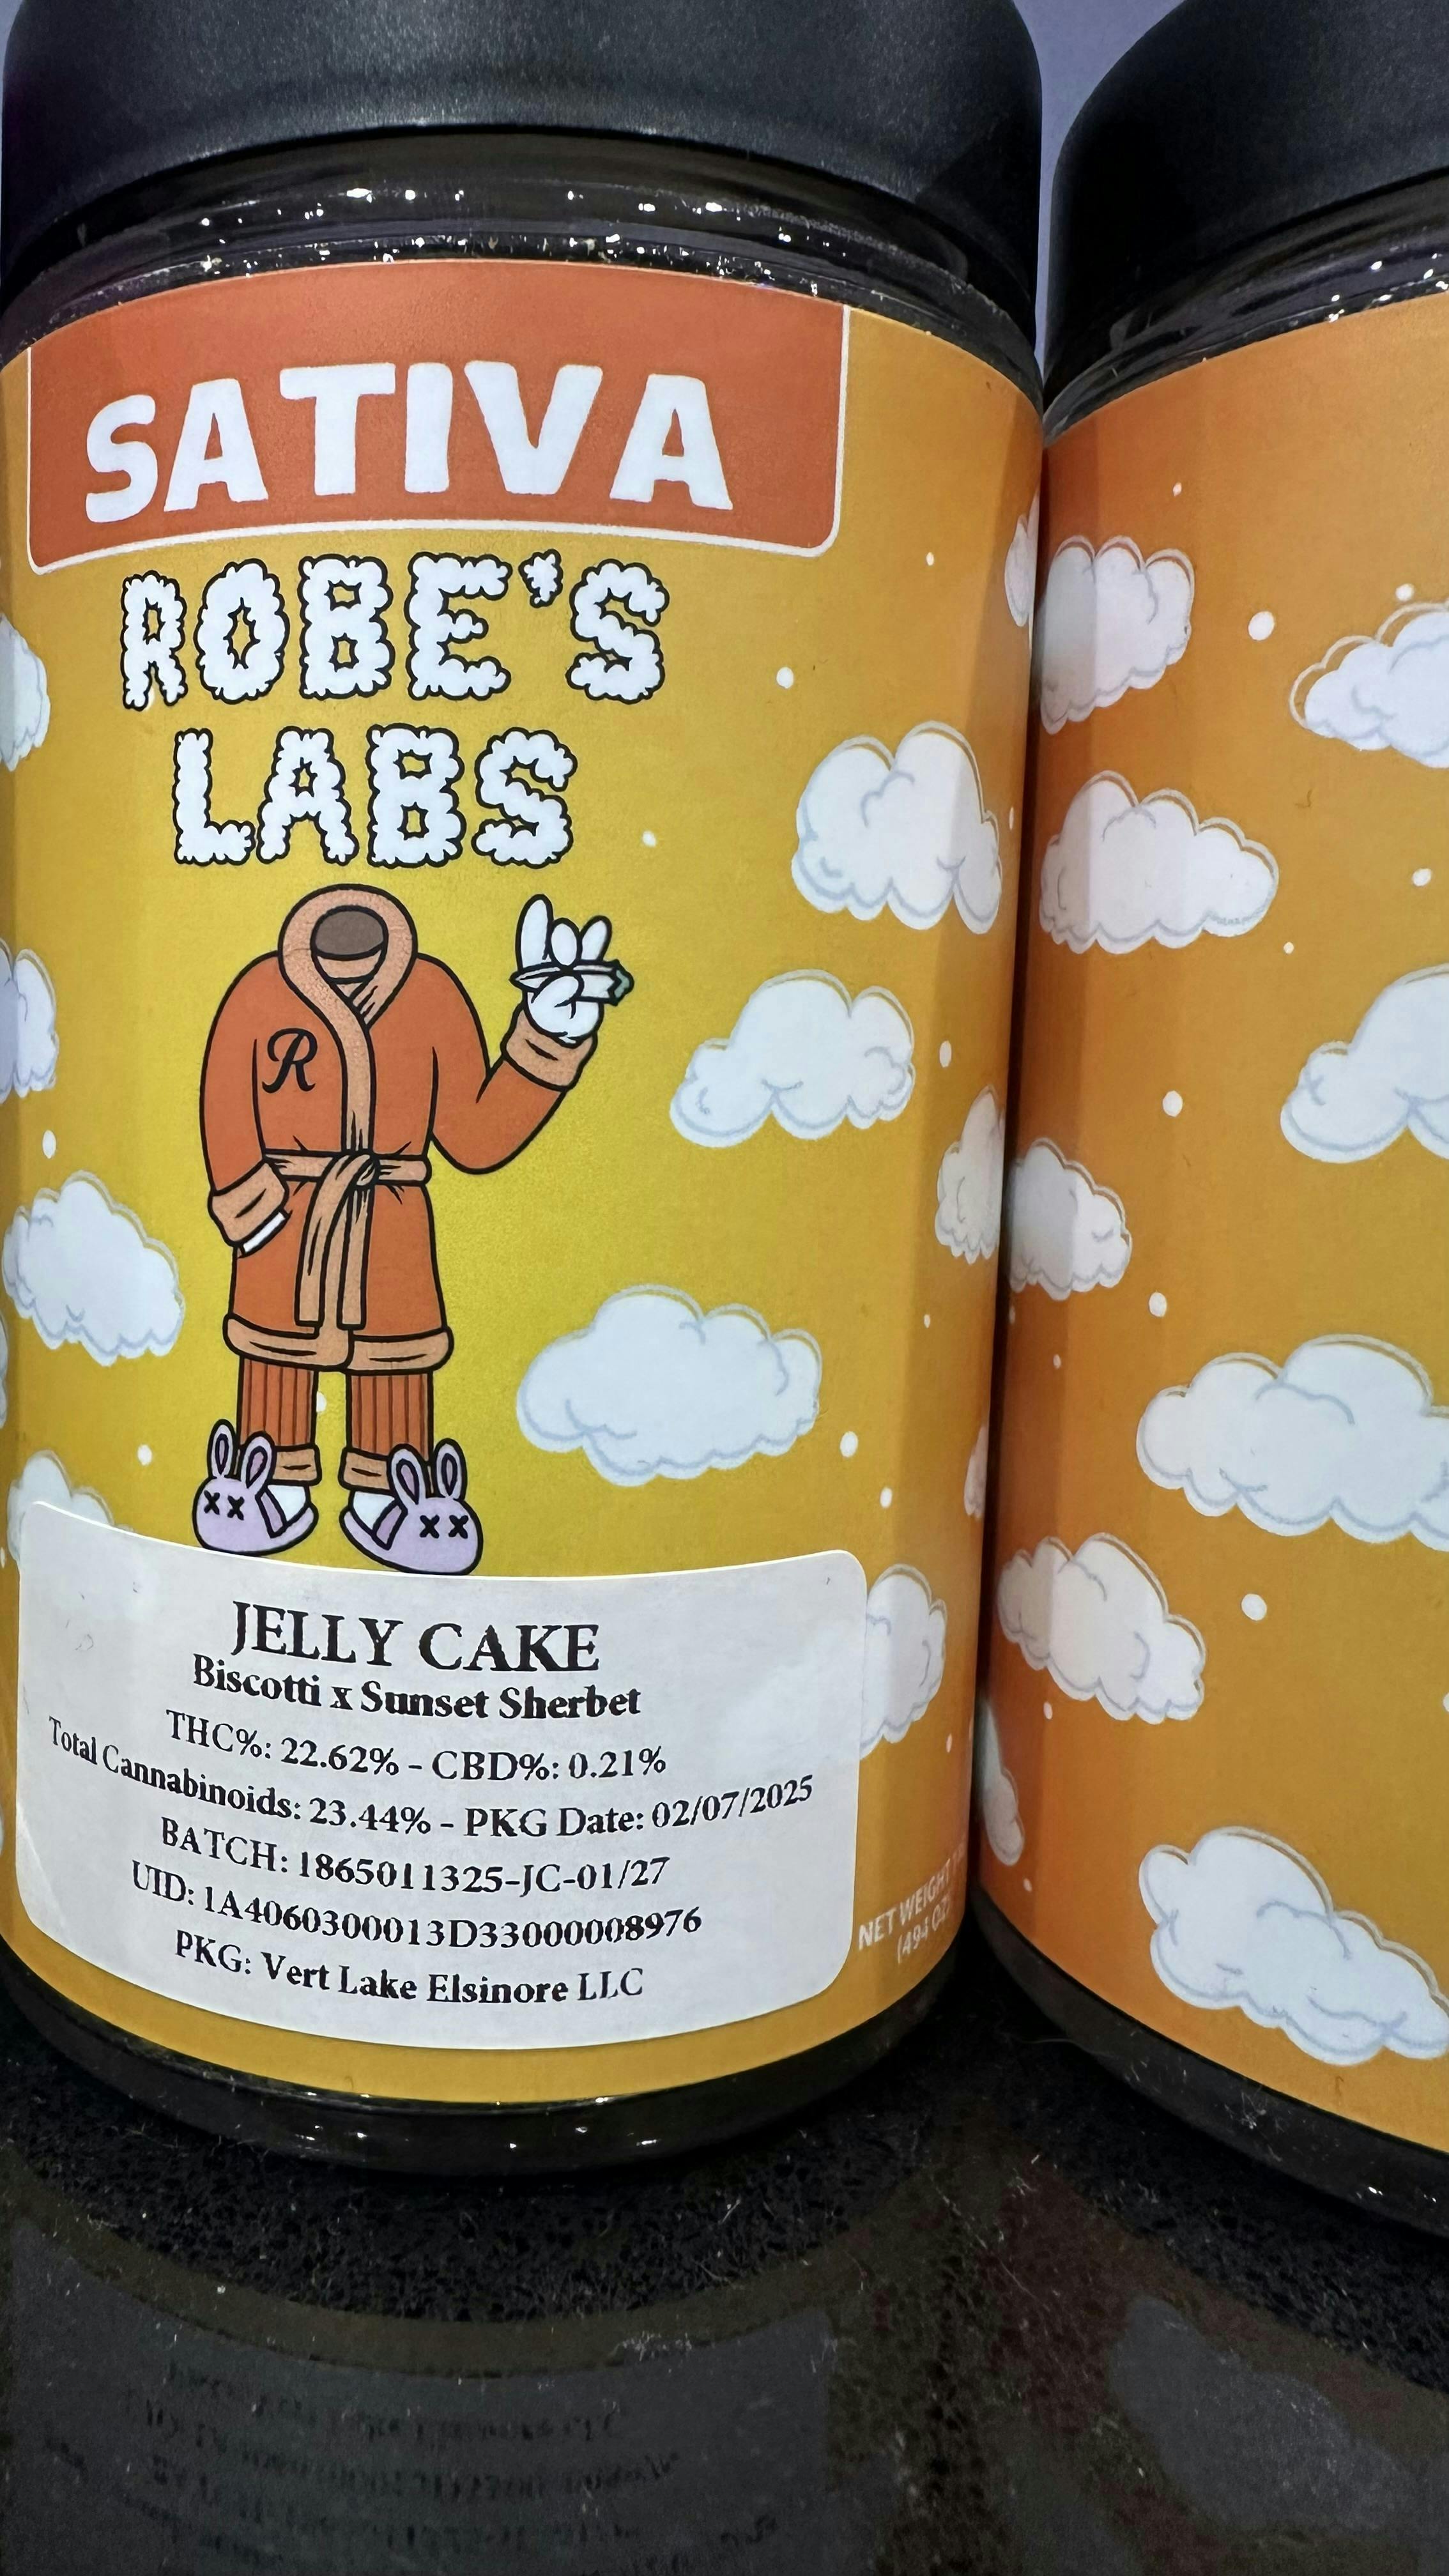 SATIVA
ROBE'S
LABS
R
JELLY CAKE
Biscotti x Sunset Sherbet
THC%: 22.62% - CBD%: 0.21%
Total Cannabinoids: 23.44% - PKG Date: 02/07/2025
BATCH: 1865011325-JC-01/27
UID: 1A4060300013D33000008976
PKG: Vert Lake Elsinore LLC
NET WEIGHT